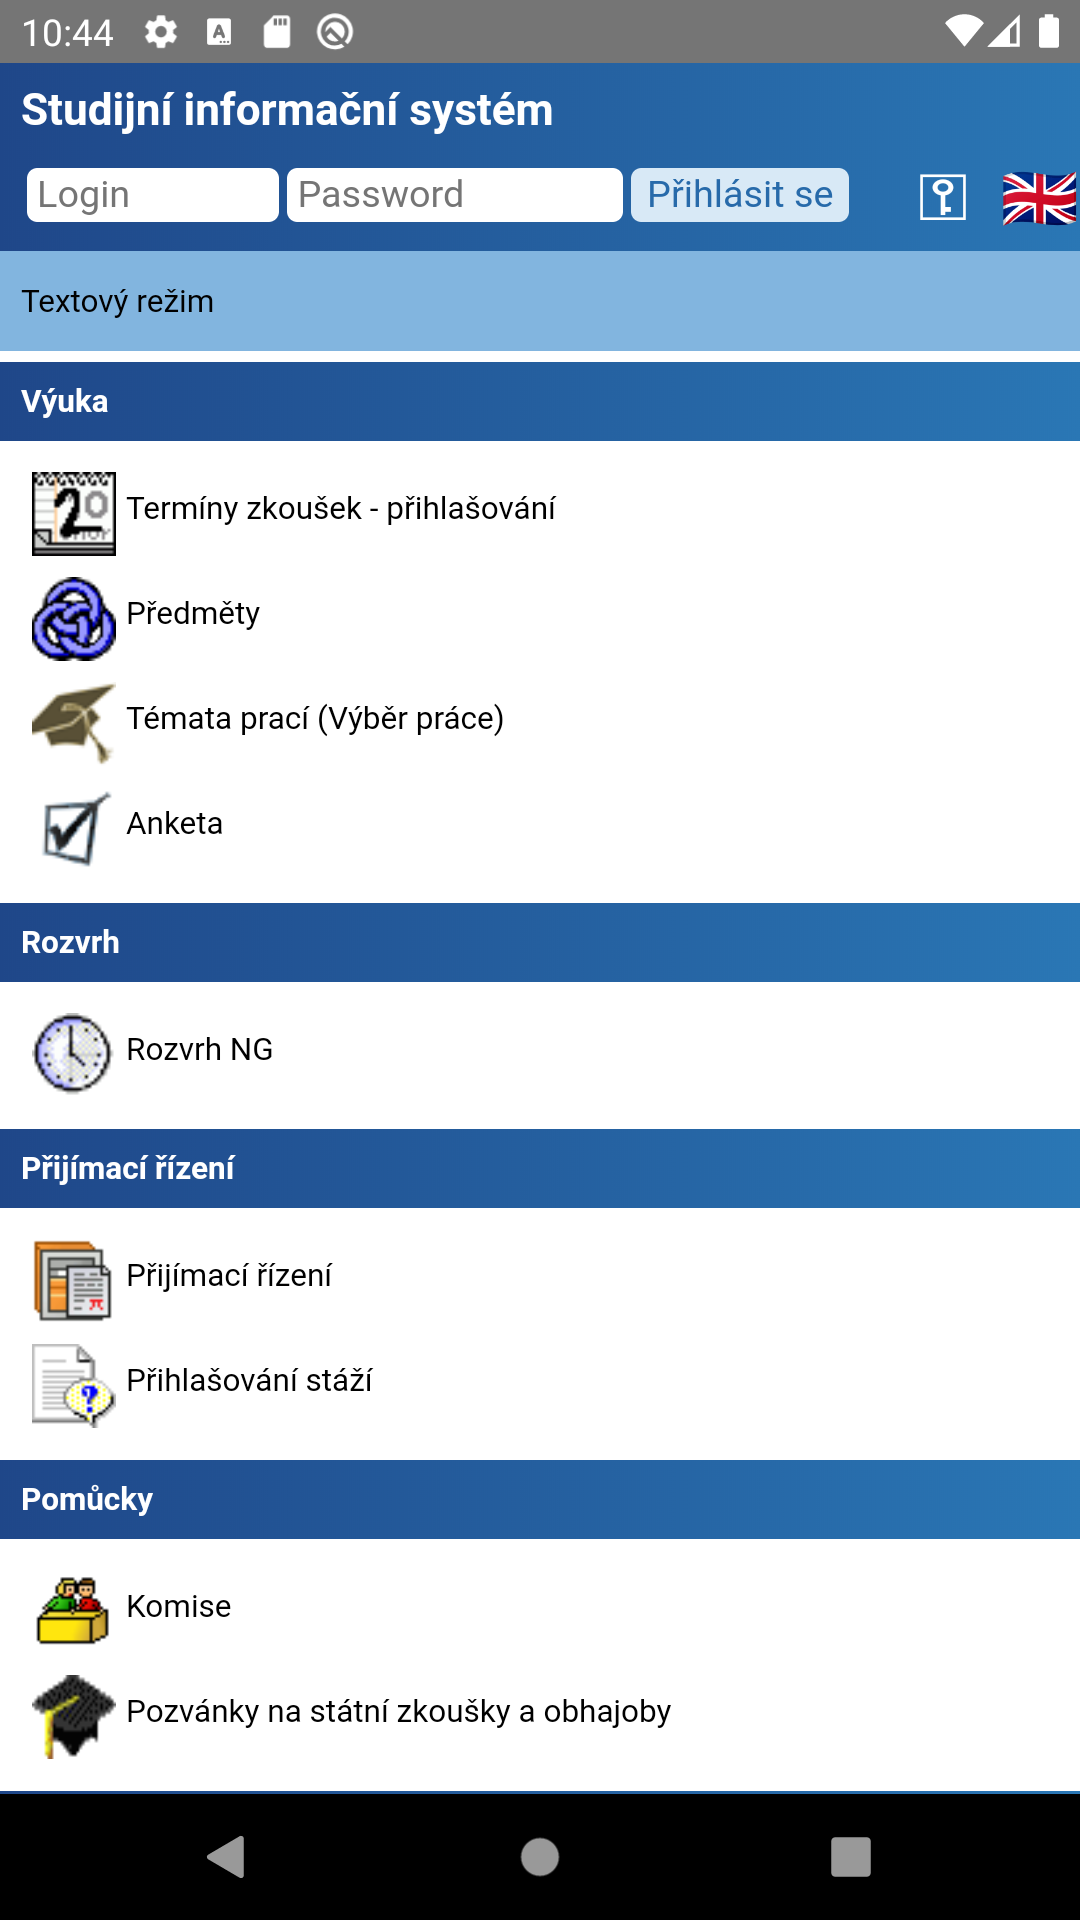 10:44
Studijní informační systém
Login Password Přihlásit se
Textový režim
Výuka
Termíny zkoušek - přihlašování
Předměty
Témata prací (Výběr práce)
Anketa
Rozvrh
Rozvrh NG
Přijímací řízení
Přijímací řízení
Přihlašování stáží
Pomůcky
Komise
Pozvánky na státní zkoušky a obhajoby